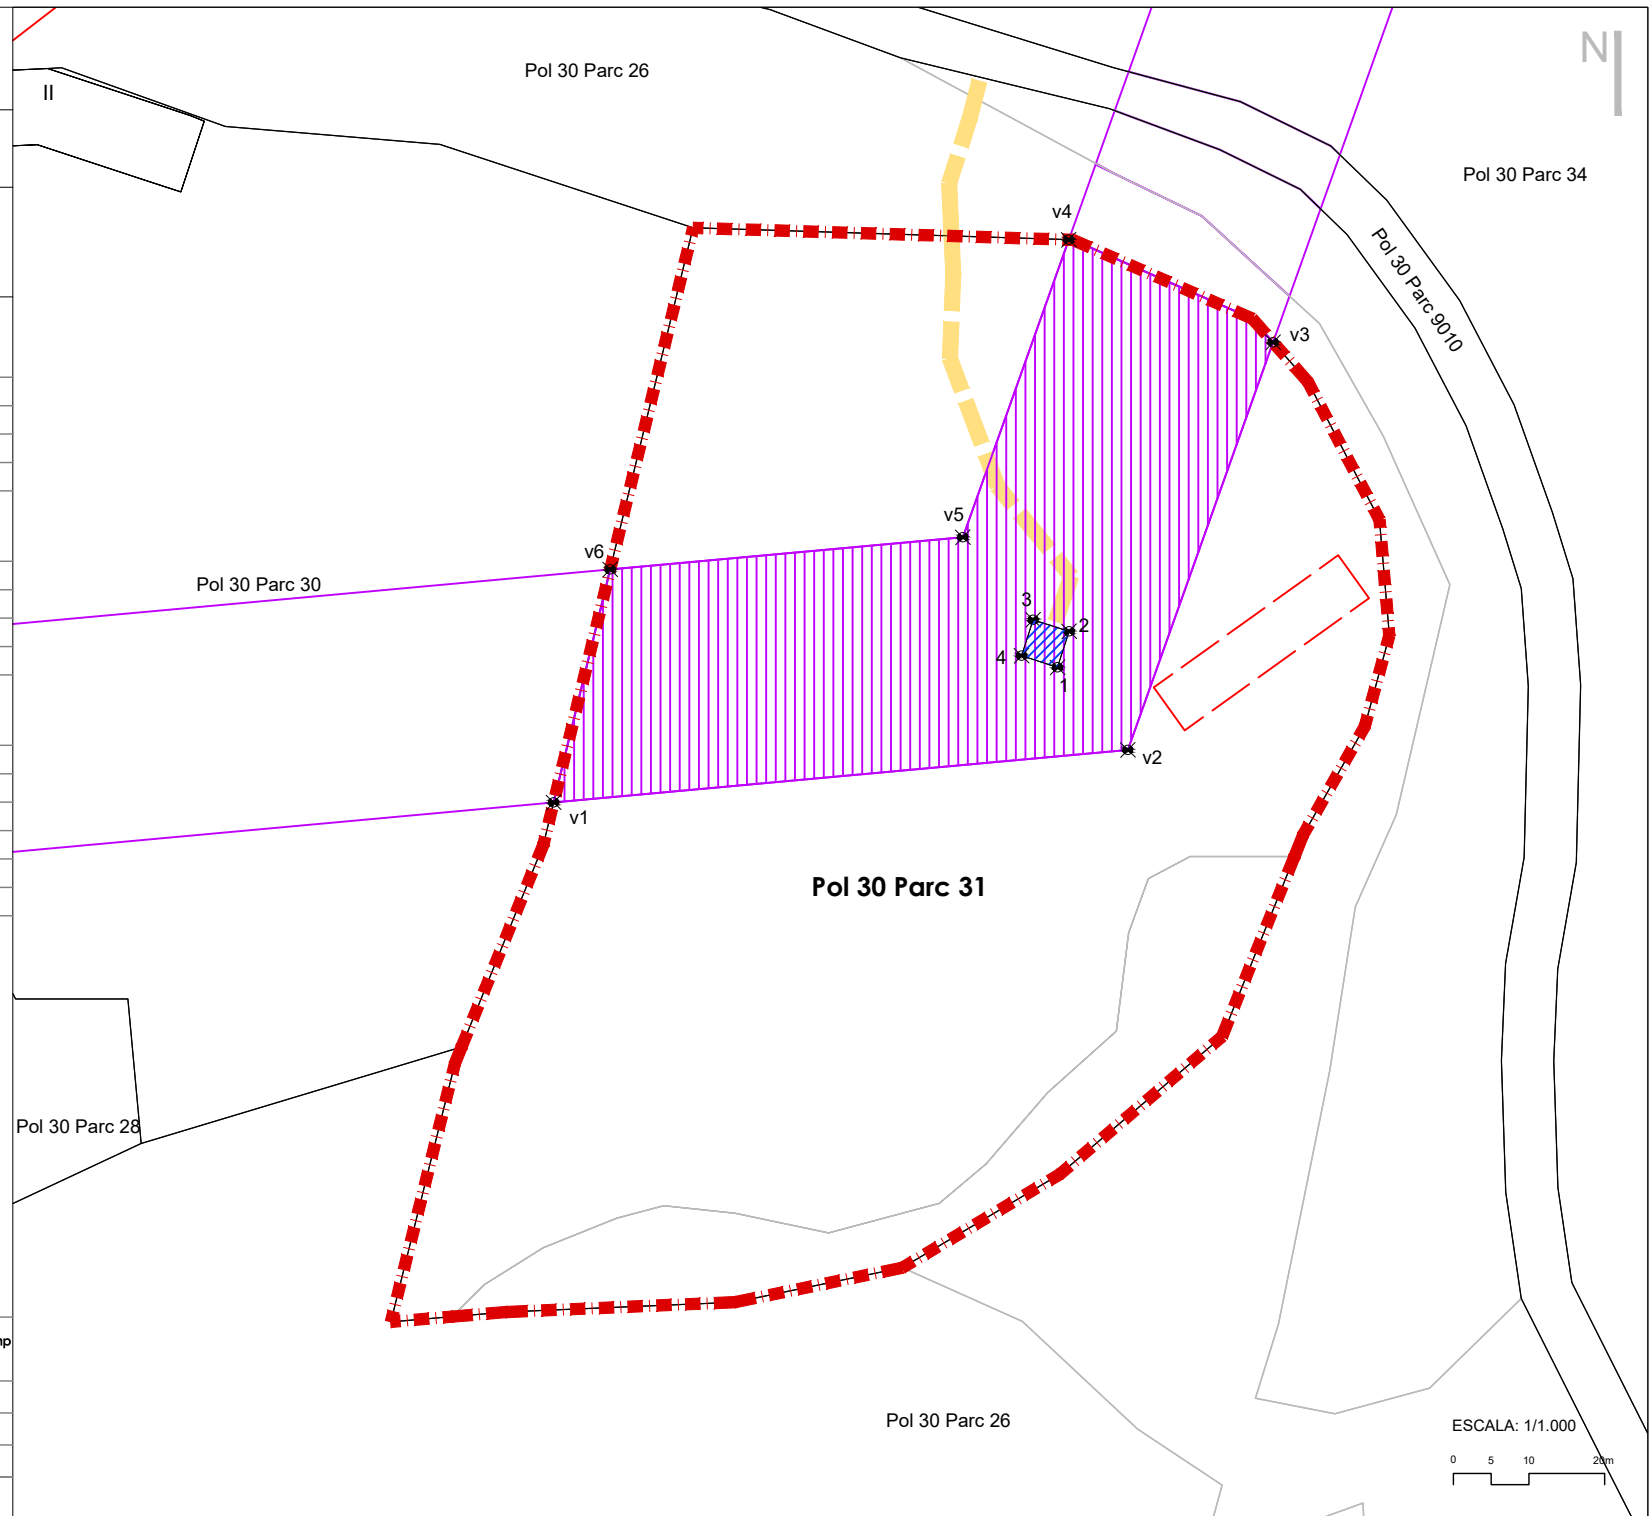 N
Pol 30 Parc 26
II
Pol 30 Parc 34
v4
Pol 30 Parc 9010
v3
v5
v6
Pol 30 Parc 30
3
2
4
1
v2
v1
Pol 30 Parc 31
Pol 30 Parc 28
Pol 30 Parc 26
ESCALA: 1/1.000
0 5 10 20m